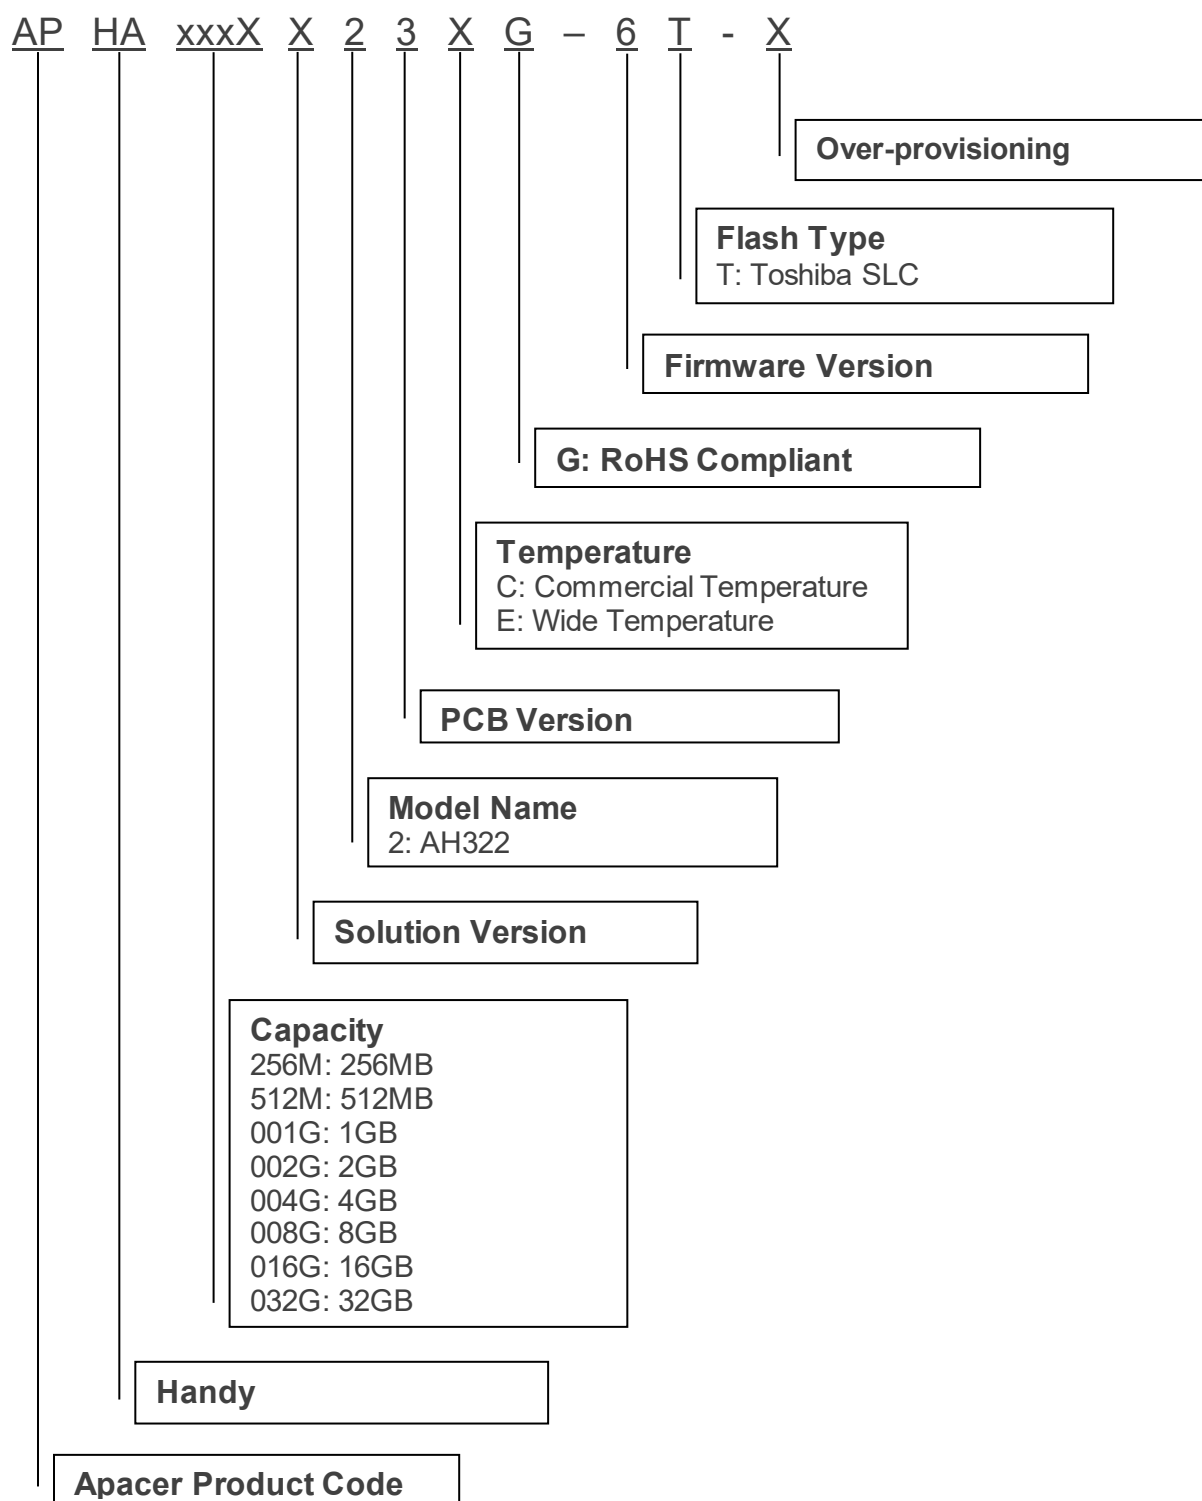 AP HA xxxX X 2 3 X G – 6 T - X
Over-provisioning
Flash Type
T: Toshiba SLC
Firmware Version
G: RoHS Compliant
Temperature
C: Commercial Temperature
E: Wide Temperature
PCB Version
Model Name
2: AH322
Solution Version
Capacity
256M: 256MB
512M: 512MB
001G: 1GB
002G: 2GB
004G: 4GB
008G: 8GB
016G: 16GB
032G: 32GB
Handy
Apacer Product Code